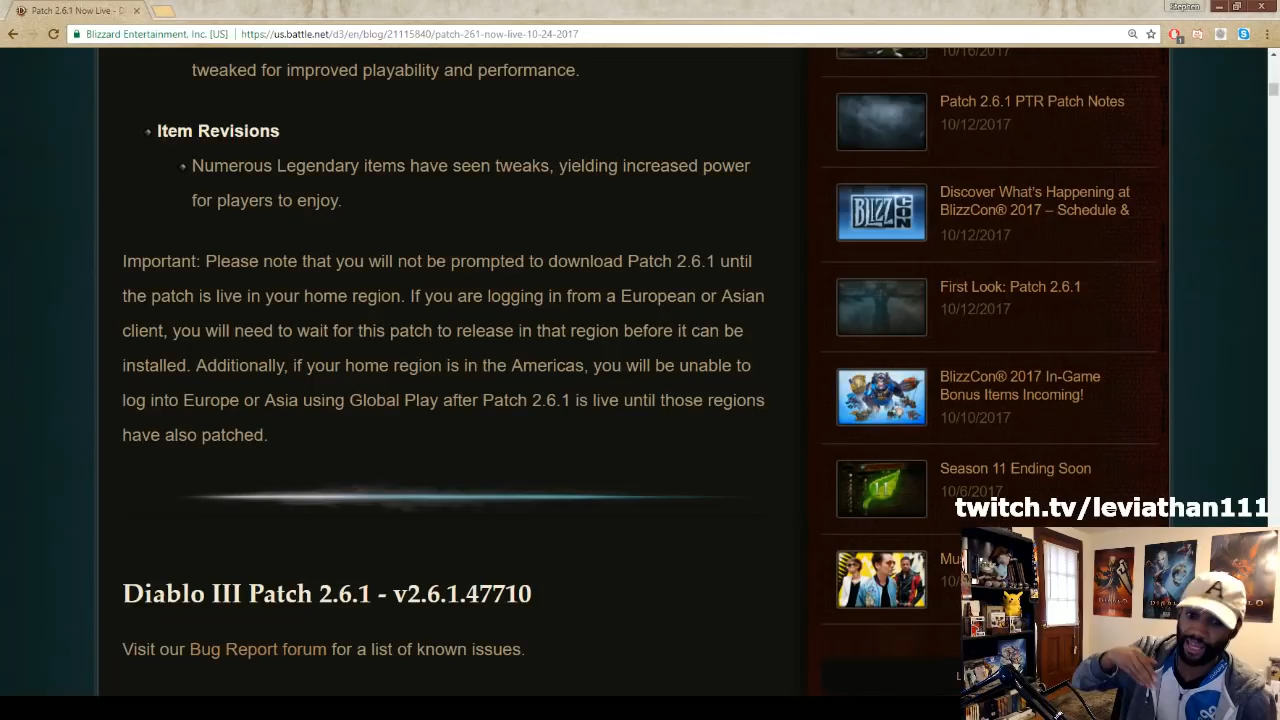 Patch 2.6.1 Now Live - D
Stephen
Blizzard Entertainment, Inc. [US]
https://us.battle.net/d3/en/blog/21115840/patch-261-now-live-10-24-2017
tweaked for improved playability and performance.
Item Revisions
Numerous Legendary items have seen tweaks, yielding increased power
for players to enjoy.
Important: Please note that you will not be prompted to download Patch 2.6.1 until
the patch is live in your home region. If you are logging in from a European or Asian
client, you will need to wait for this patch to release in that region before it can be
installed. Additionally, if your home region is in the Americas, you will be unable to
log into Europe or Asia using Global Play after Patch 2.6.1 is live until those regions
have also patched.
Diablo III Patch 2.6.1 - v2.6.1.47710
Visit our Bug Report forum for a list of known issues.
10/16/2017
Patch 2.6.1 PTR Patch Notes
10/12/2017
BLIZZ
CON
Discover What's Happening at
BlizzCon® 2017 – Schedule &
10/12/2017
First Look: Patch 2.6.1
10/12/2017
BlizzCon® 2017 In-Game
Bonus Items Incoming!
10/10/2017
11
Season 11 Ending Soon
10/6/2017
twitch.tv/leviathan111
A